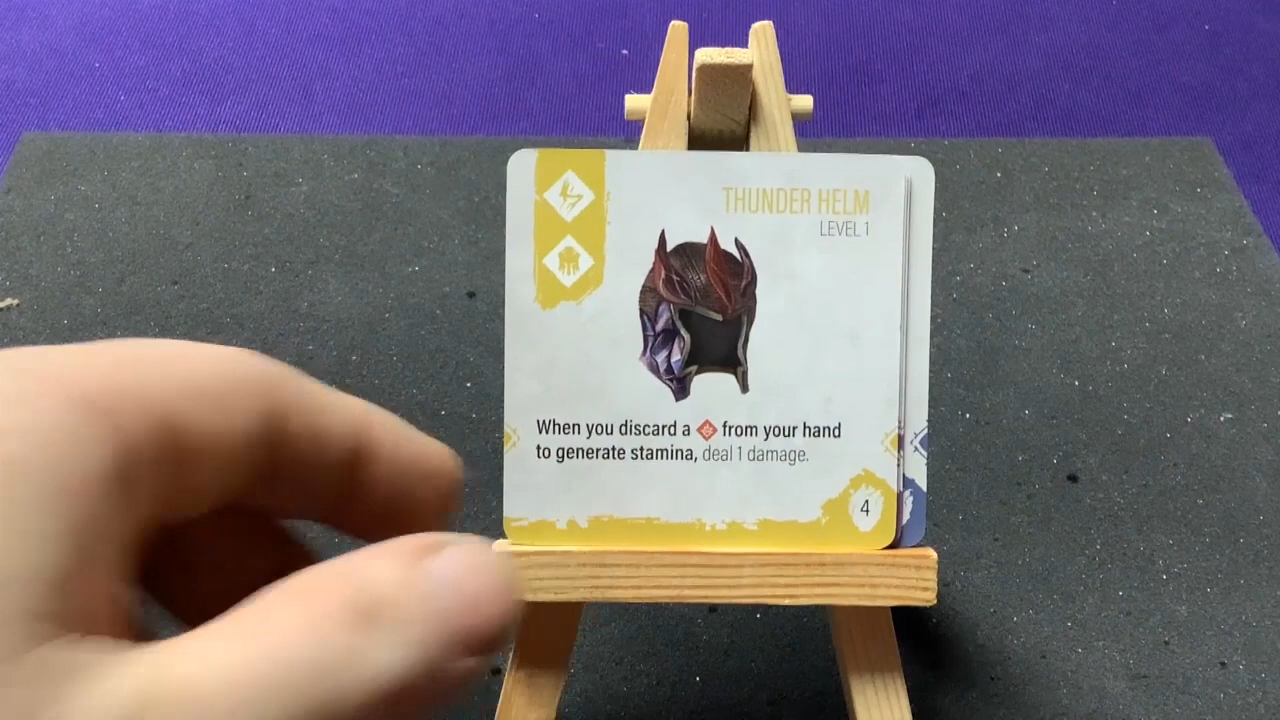 THUNDER HELM
LEVEL 1
When you discard a from your hand
to generate stamina, deal 1 damage.
4